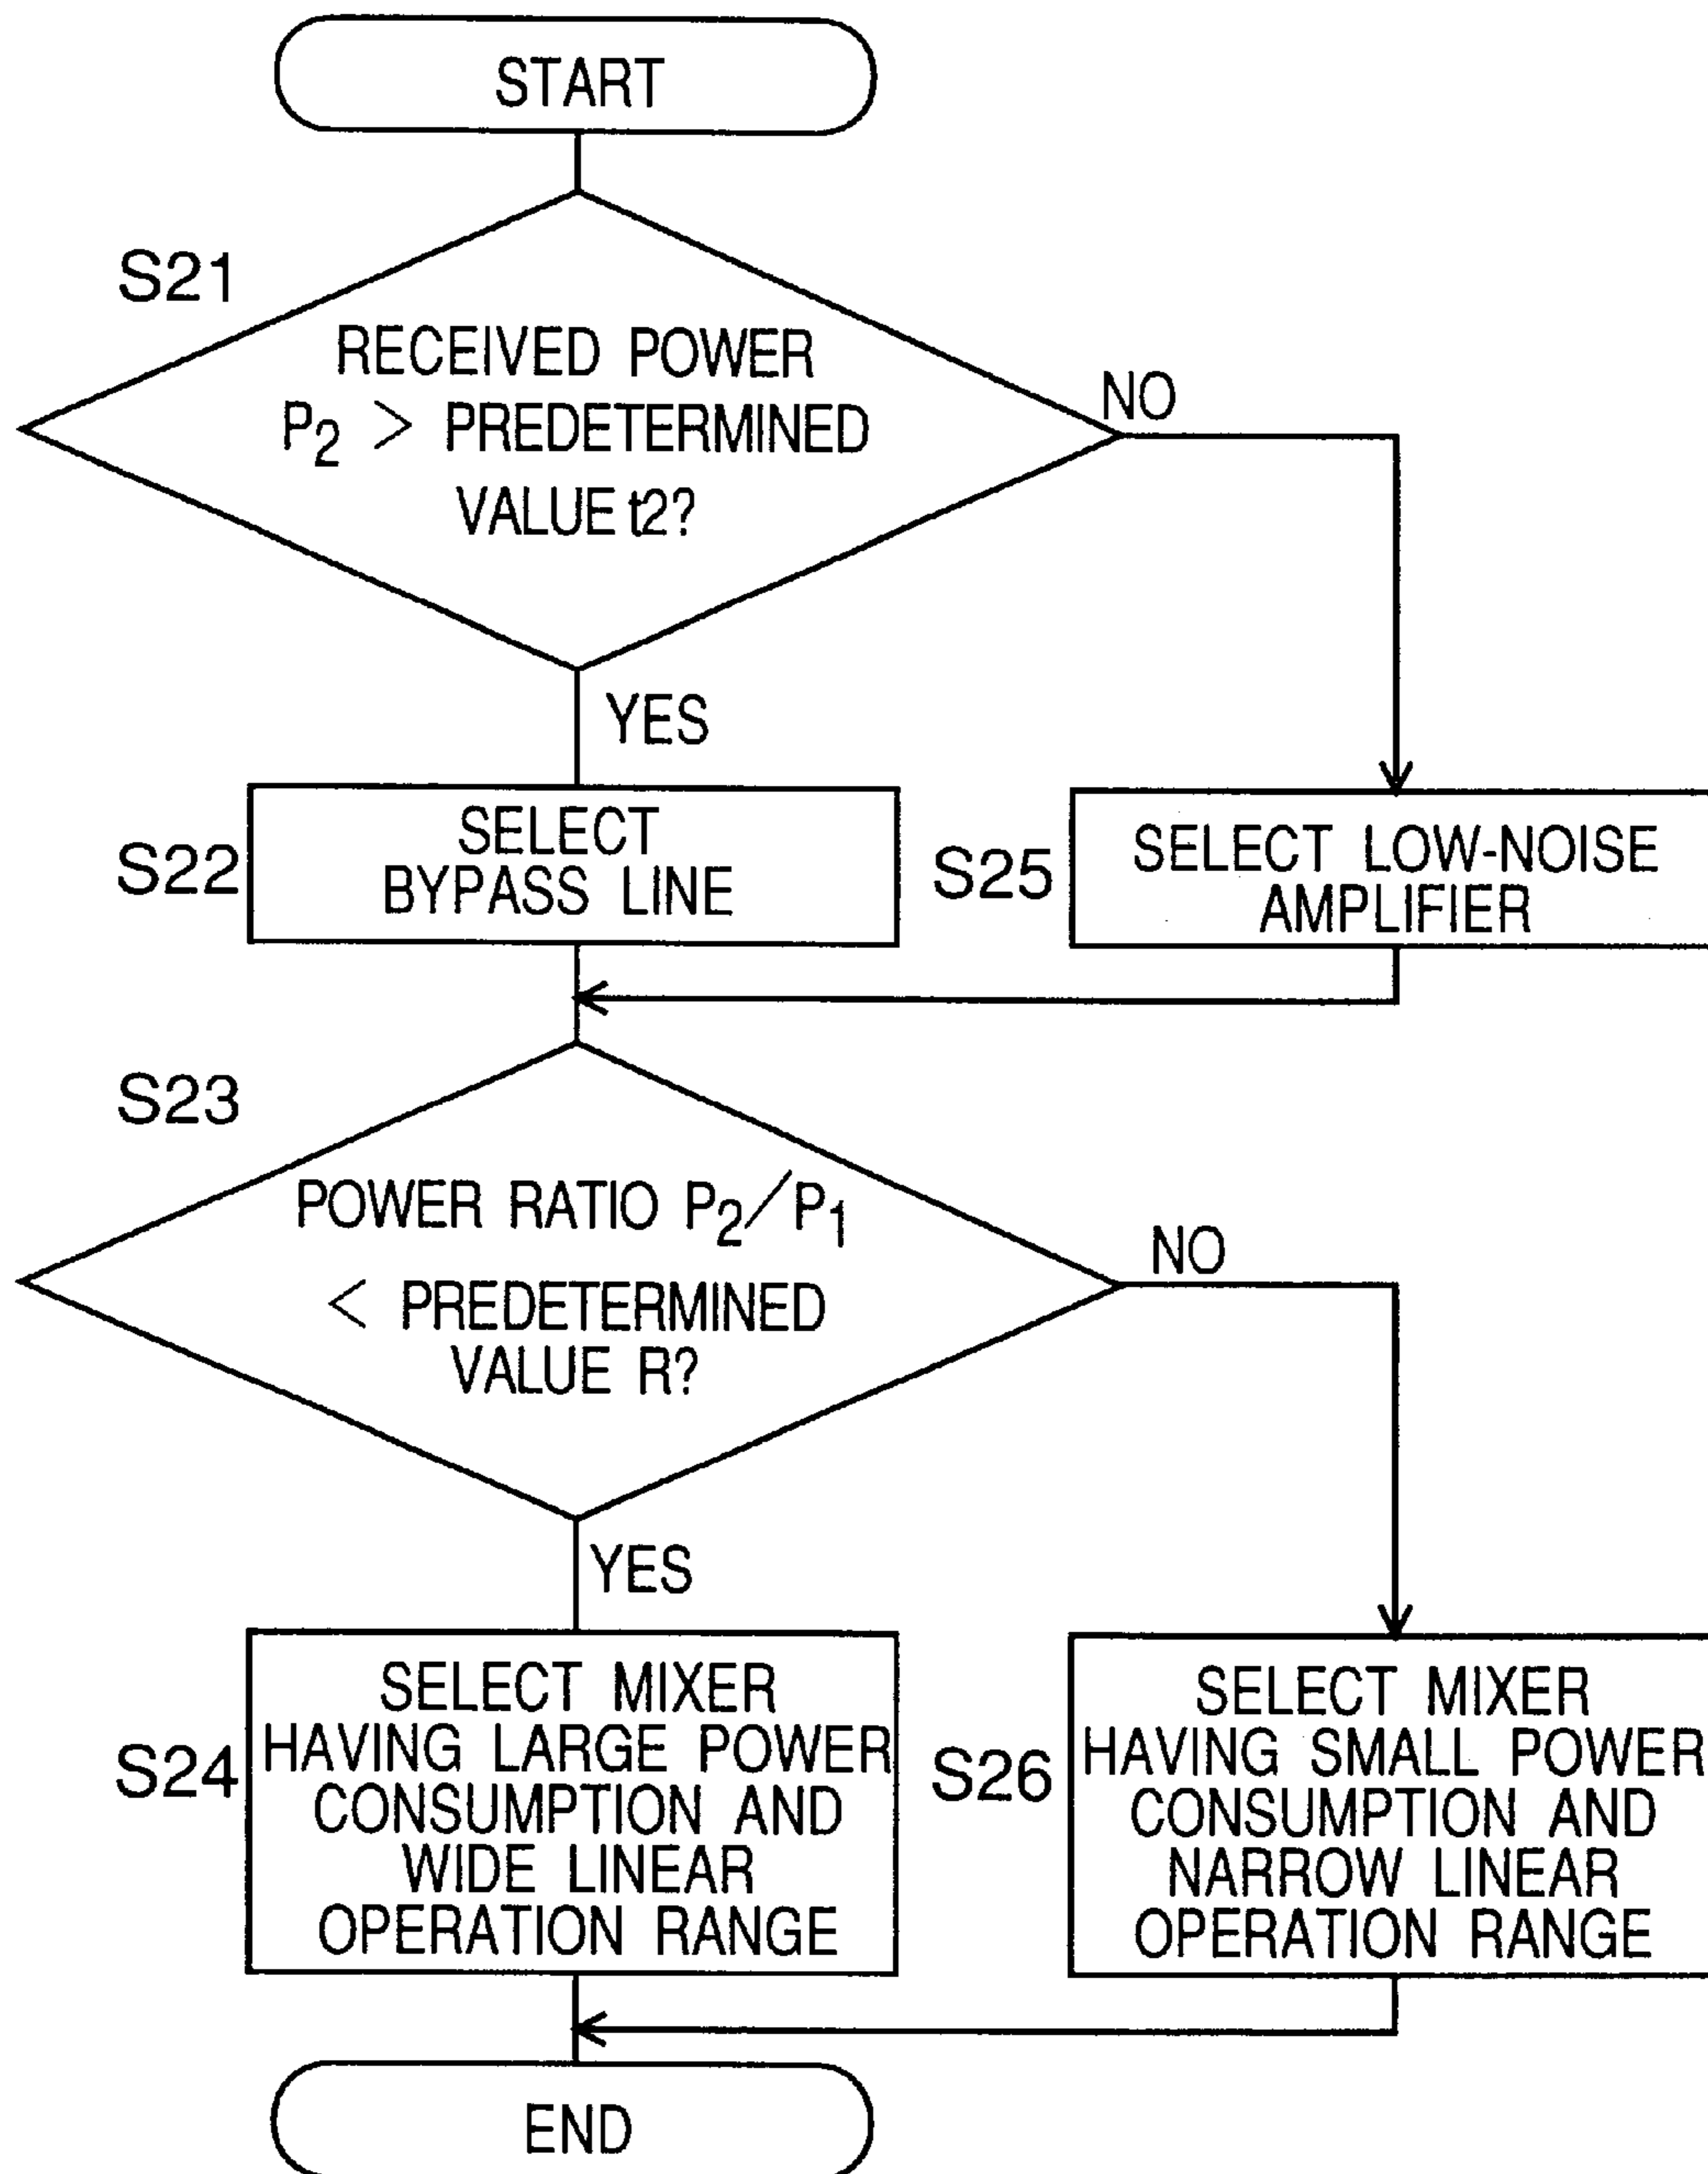 START
S21
RECEIVED POWER
P2 > PREDETERMINED
VALUE t2?
NO
YES
S22
SELECT
BYPASS LINE
S25
SELECT LOW-NOISE
AMPLIFIER
S23
POWER RATIO P2/P1
< PREDETERMINED
VALUE R?
NO
YES
S24
SELECT MIXER
HAVING LARGE POWER
CONSUMPTION AND
WIDE LINEAR
OPERATION RANGE
S26
SELECT MIXER
HAVING SMALL POWER
CONSUMPTION AND
NARROW LINEAR
OPERATION RANGE
END